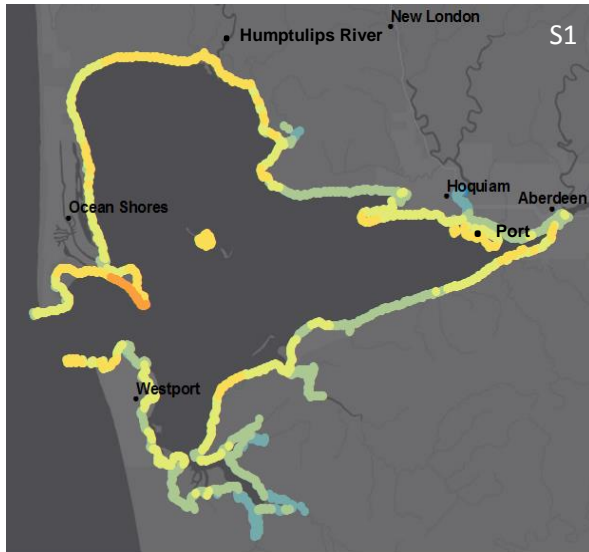 New London
Humptulips River
S1
Hoquiam
Aberdeen
Ocean Shores
Port
Westport